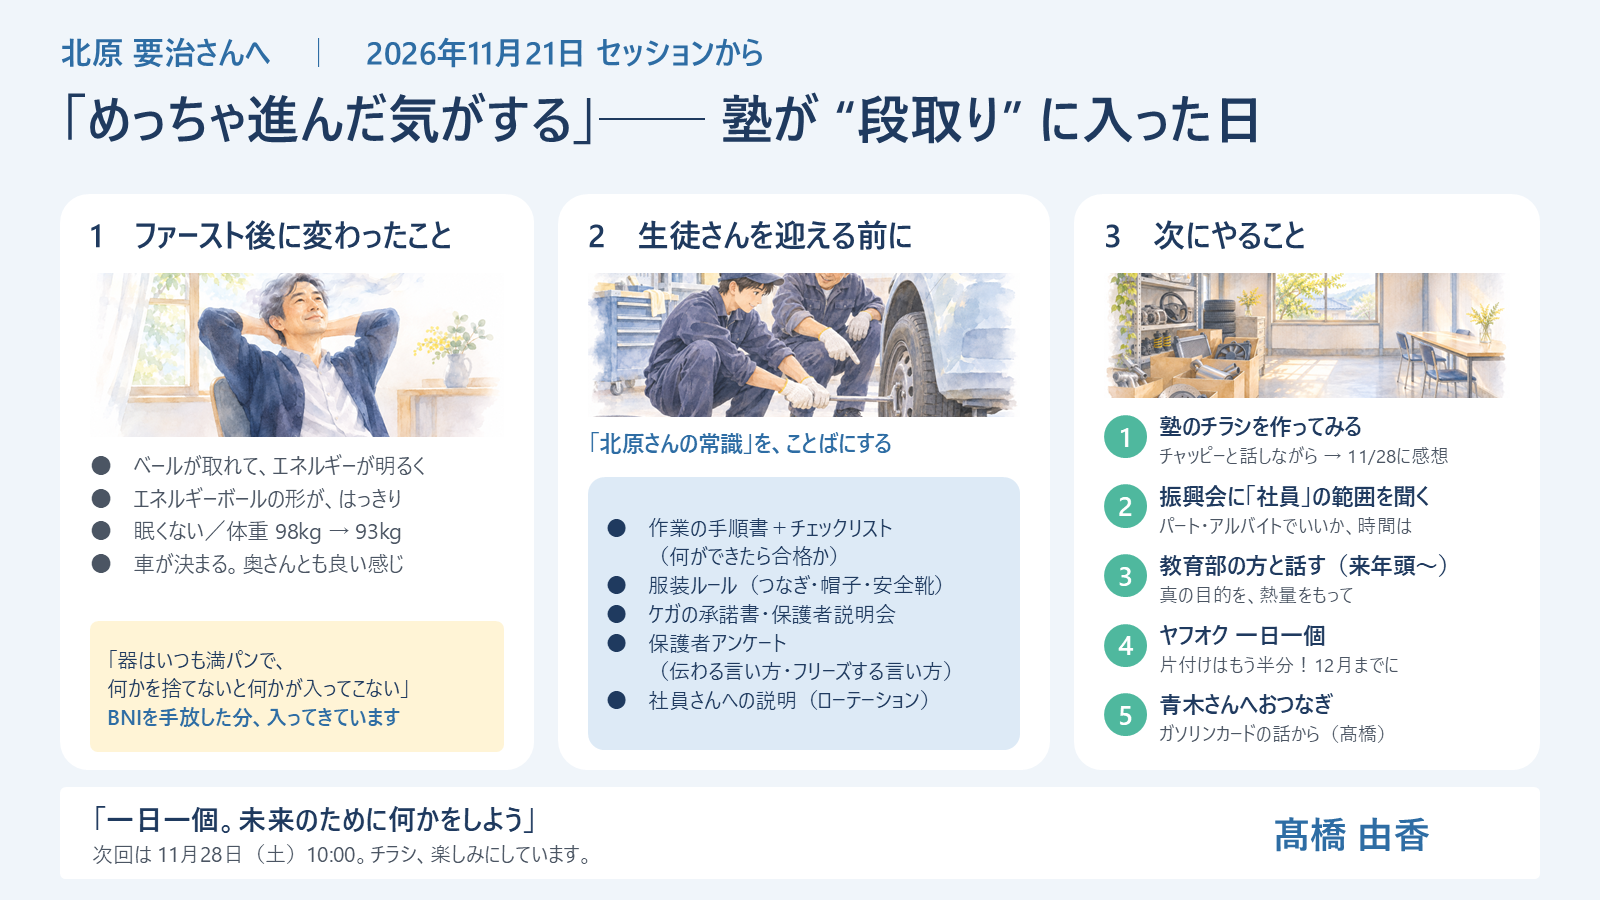 北原 要治さんへ ｜ 2026年11月21日 セッションから
「めっちゃ進んだ気がする」―― 塾が “段取り” に入った日
1 ファースト後に変わったこと
● ベールが取れて、エネルギーが明るく
● エネルギーボールの形が、はっきり
● 眠くない／体重 98kg → 93kg
● 車が決まる。奥さんとも良い感じ
「器はいつも満パンで、
何かを捨てないと何かが入ってこない」
BNIを手放した分、入ってきています
2 生徒さんを迎える前に
「北原さんの常識」を、ことばにする
● 作業の手順書＋チェックリスト
（何ができたら合格か）
● 服装ルール（つなぎ・帽子・安全靴）
● ケガの承諾書・保護者説明会
● 保護者アンケート
（伝わる言い方・フリーズする言い方）
● 社員さんへの説明（ローテーション）
3 次にやること
1 塾のチラシを作ってみる
チャッピーと話しながら → 11/28に感想
2 振興会に「社員」の範囲を聞く
パート・アルバイトでいいか、時間は
3 教育部の方と話す（来年頭～）
真の目的を、熱量をもって
4 ヤフオク 一日一個
片付けはもう半分！12月までに
5 青木さんへおつなぎ
ガソリンカードの話から（髙橋）
「一日一個。未来のために何かをしよう」
次回は 11月28日（土）10:00。チラシ、楽しみにしています。
髙橋 由香